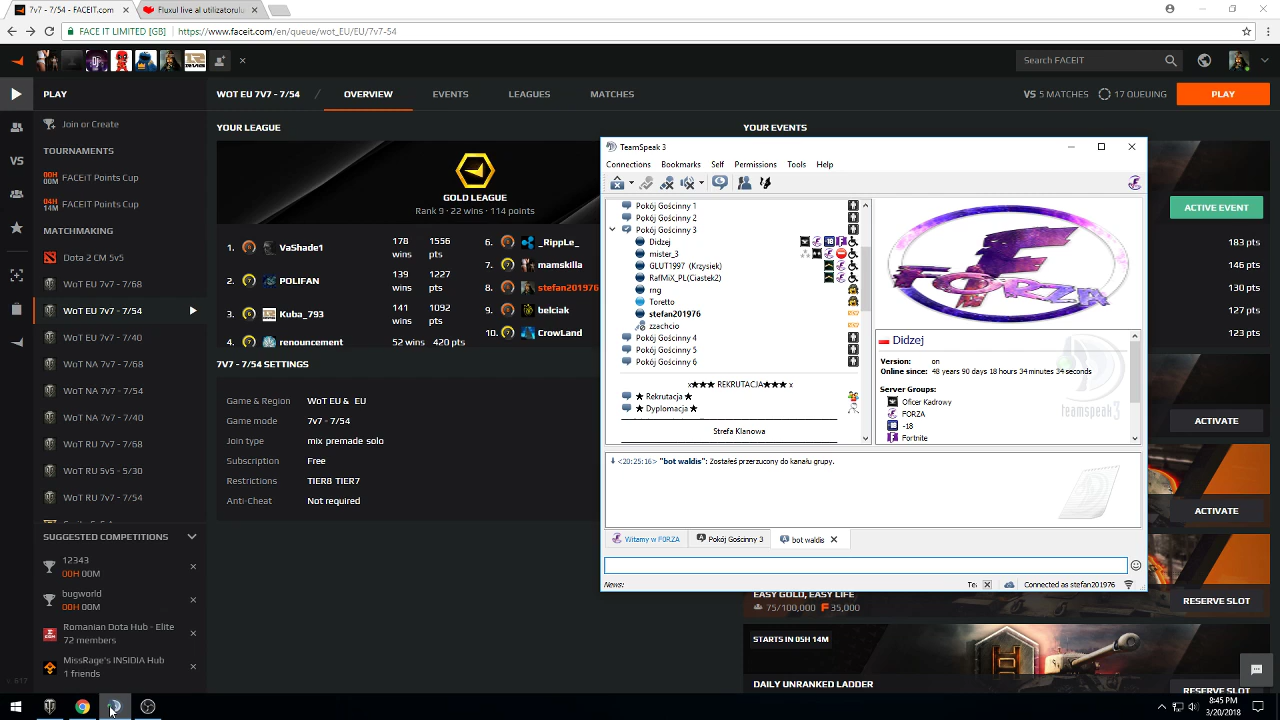 7v7 - 7/54 - FACEIT.com
Fluxul live al utilizatorulu
FACE IT LIMITED [GB]
https://www.faceit.com/en/queue/wot_EU/EU/7v7-7/54
Search FACEIT
PLAY
WOT EU 7V7 - 7/54
OVERVIEW
EVENTS
LEAGUES
MATCHES
VS 5 MATCHES
17 QUEUING
PLAY
Join or Create
TOURNAMENTS
00H 00M
FACEIT Points Cup
04H 14M
FACEIT Points Cup
MATCHMAKING
Dota 2 CM 5v5
WoT EU 7v7 - 7/68
WoT EU 7v7 - 7/54
WoT EU 7v7 - 7/40
WoT NA 7v7 - 7/68
WoT NA 7v7 - 7/54
WoT NA 7v7 - 7/40
WoT RU 7v7 - 7/68
WoT RU 5v5 - 5/30
WoT RU 7v7 - 7/54
SUGGESTED COMPETITIONS
12343
00H 00M
bugworld
00H 00M
Romanian Dota Hub - Elite
72 members
MissRage's INSIDIA Hub
1 friends
v. 617
YOUR LEAGUE
GOLD LEAGUE
Rank 9 · 22 wins · 114 points
1. VaShade1 178 wins 1556 pts
2. POLIFAN 139 wins 1227 pts
3. Kuba_793 141 wins 1092 pts
4. renouncement 52 wins 420 pts
6. _RippLe_
7. mamskilla
8. stefan201976
9. belciak
10. CrowLand
7V7 - 7/54 SETTINGS
Game & Region WoT EU & EU
Game mode 7v7 - 7/54
Join type mix premade solo
Subscription Free
Restrictions TIER8 TIER7
Anti-Cheat Not required
YOUR EVENTS
ACTIVE EVENT
183 pts
146 pts
130 pts
127 pts
123 pts
ACTIVATE
ACTIVATE
EASY GOLD, EASY LIFE
75/100,000 35,000
RESERVE SLOT
STARTS IN 05H 14M
DAILY UNRANKED LADDER
RESERVE SLOT
TeamSpeak 3
Connections Bookmarks Self Permissions Tools Help
Pokój Gościnny 1
Pokój Gościnny 2
Pokój Gościnny 3
Didzej
mister_3
GLUT1997 (Krzysiek)
RafMiX_PL(Ciastek2)
rng
Toretto
stefan201976
zzachcio
Pokój Gościnny 4
Pokój Gościnny 5
Pokój Gościnny 6
x★★★ REKRUTACJA★★★ x
★ Rekrutacja ★
★ Dyplomacja ★
Strefa Klanowa
FORZA
Didzej
Version: on
Online since: 48 years 90 days 18 hours 34 minutes 34 seconds
Server Groups:
Oficer Kadrowy
FORZA
-18
Fortnite
teamspeak3
<20:25:16> "bot waldis": Zostałeś przerzucony do kanału grupy.
Witamy w F0RZA
Pokój Gościnny 3
bot waldis
News:
Te:
Connected as stefan201976
8:45 PM
3/20/2018